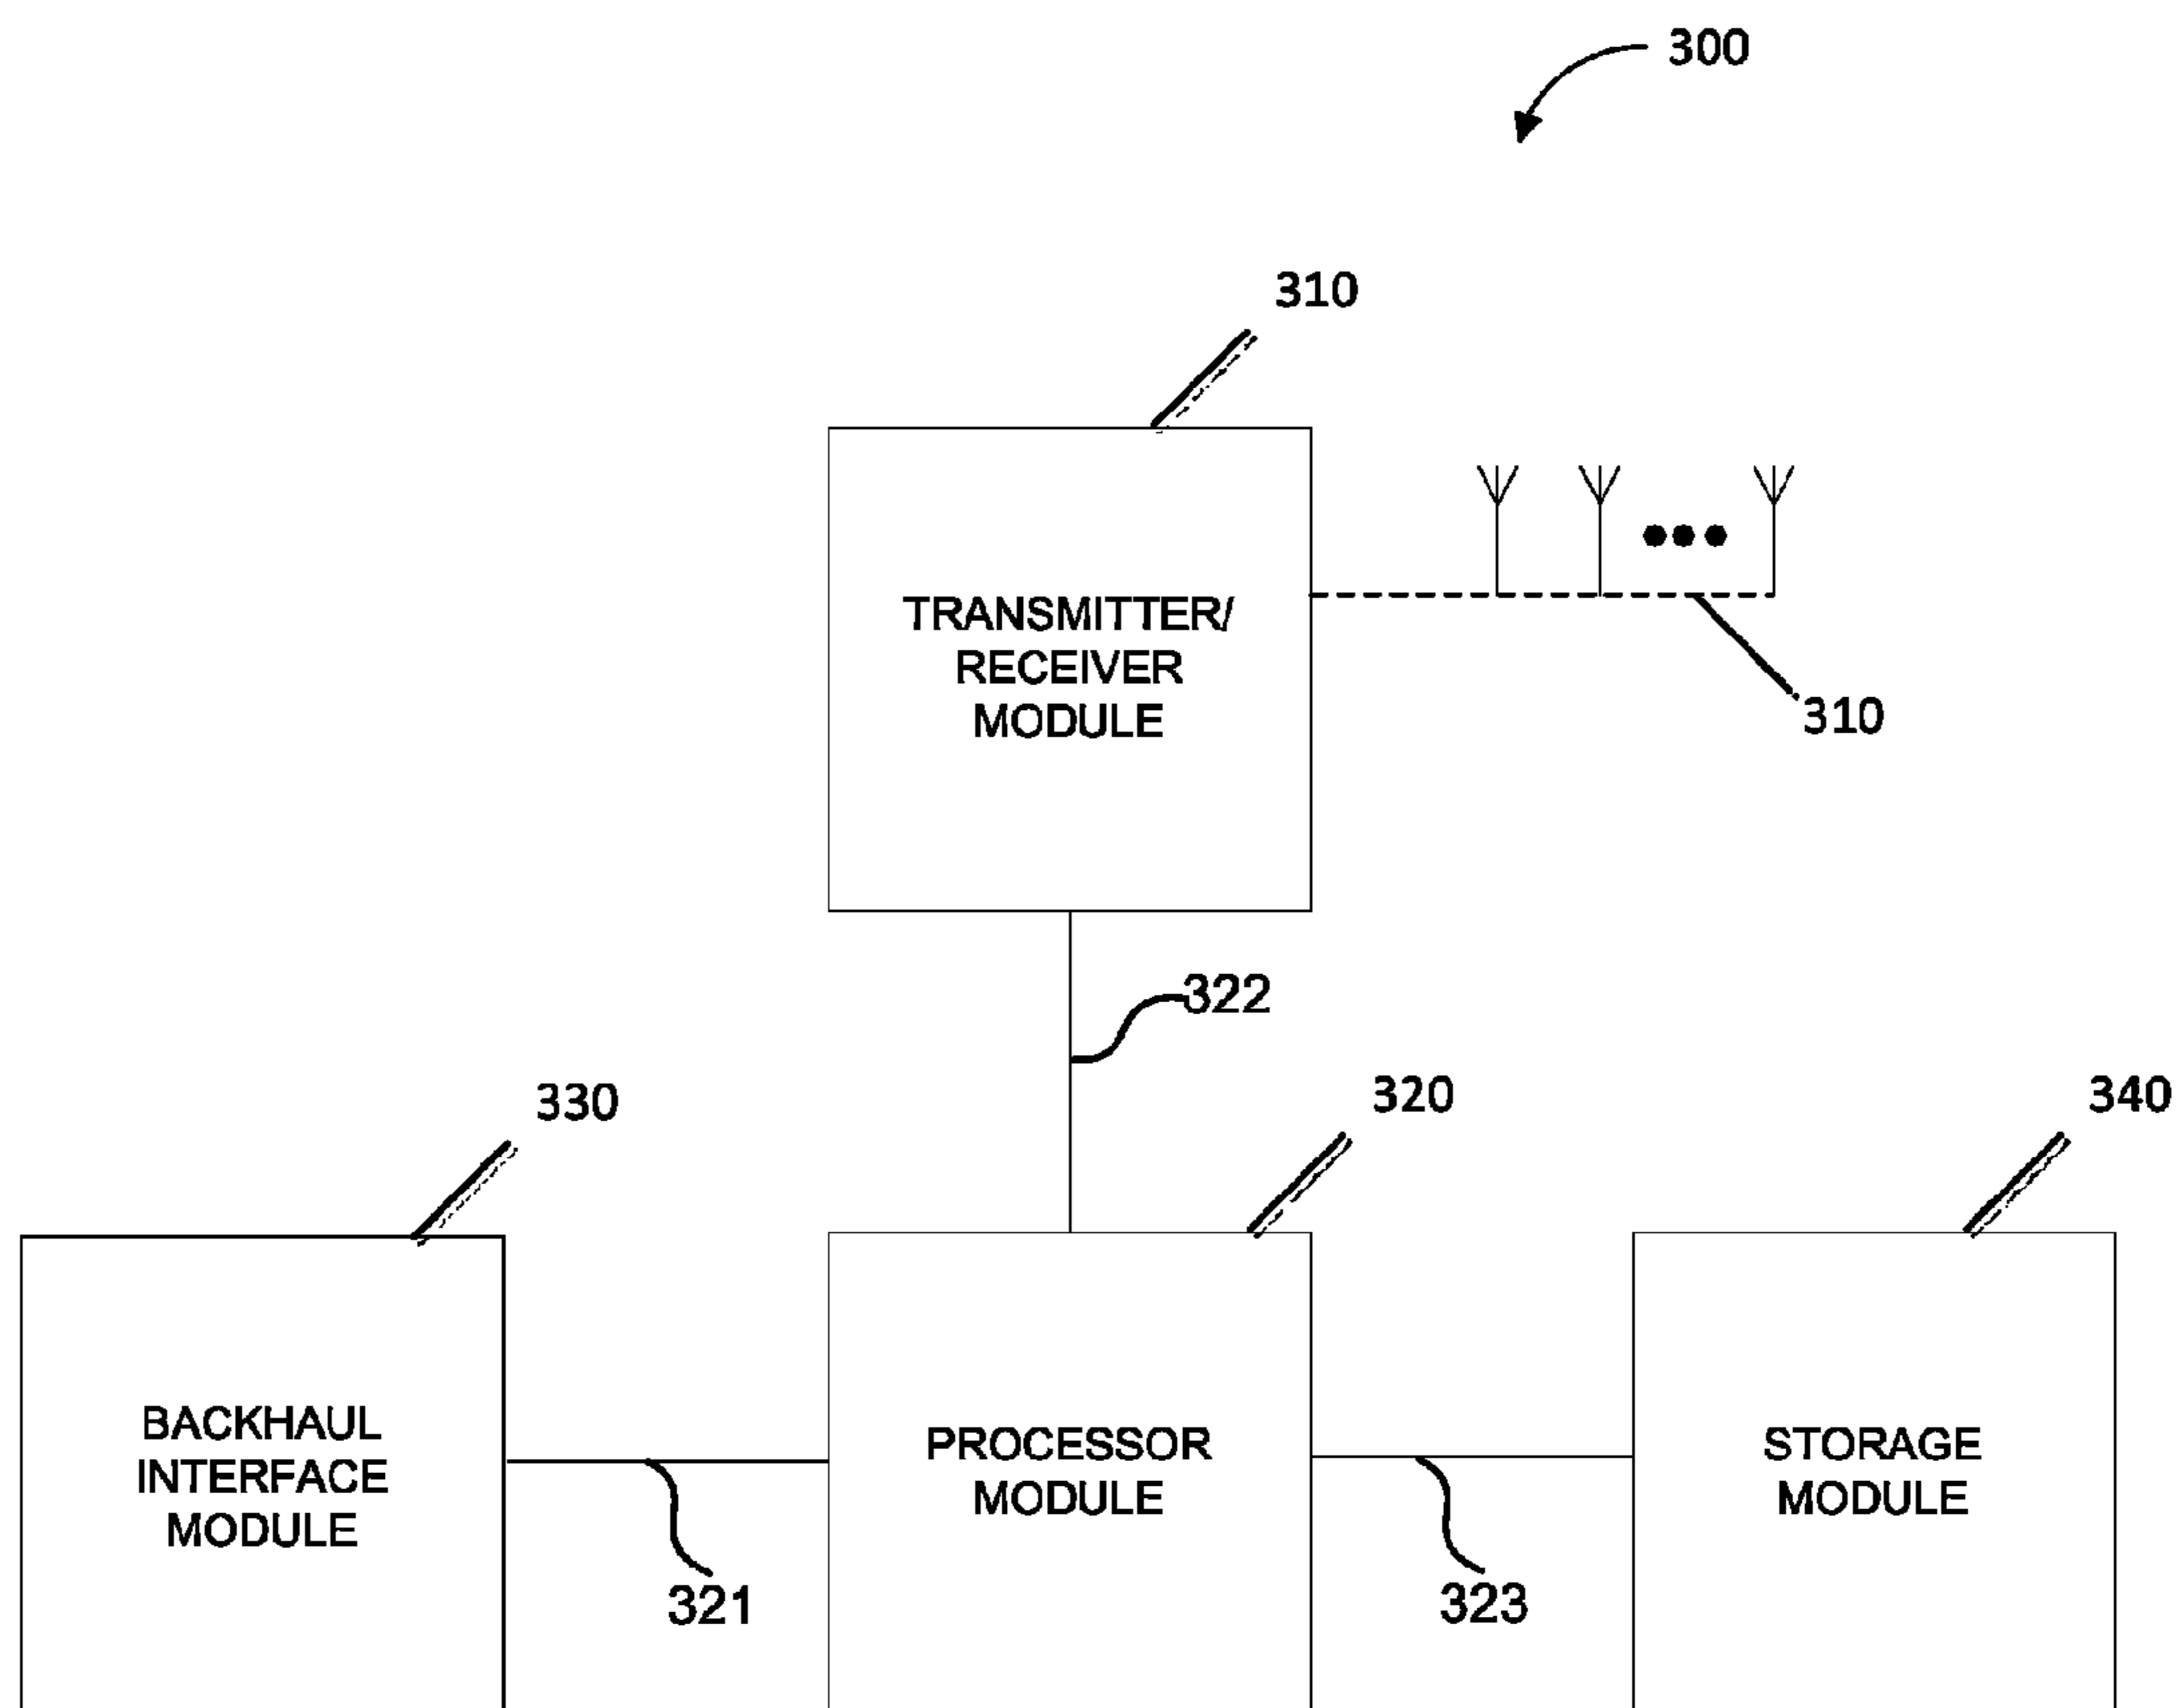 300
310
TRANSMITTER/
RECEIVER
MODULE
310
322
330
320
340
BACKHAUL
INTERFACE
MODULE
PROCESSOR
MODULE
STORAGE
MODULE
321
323